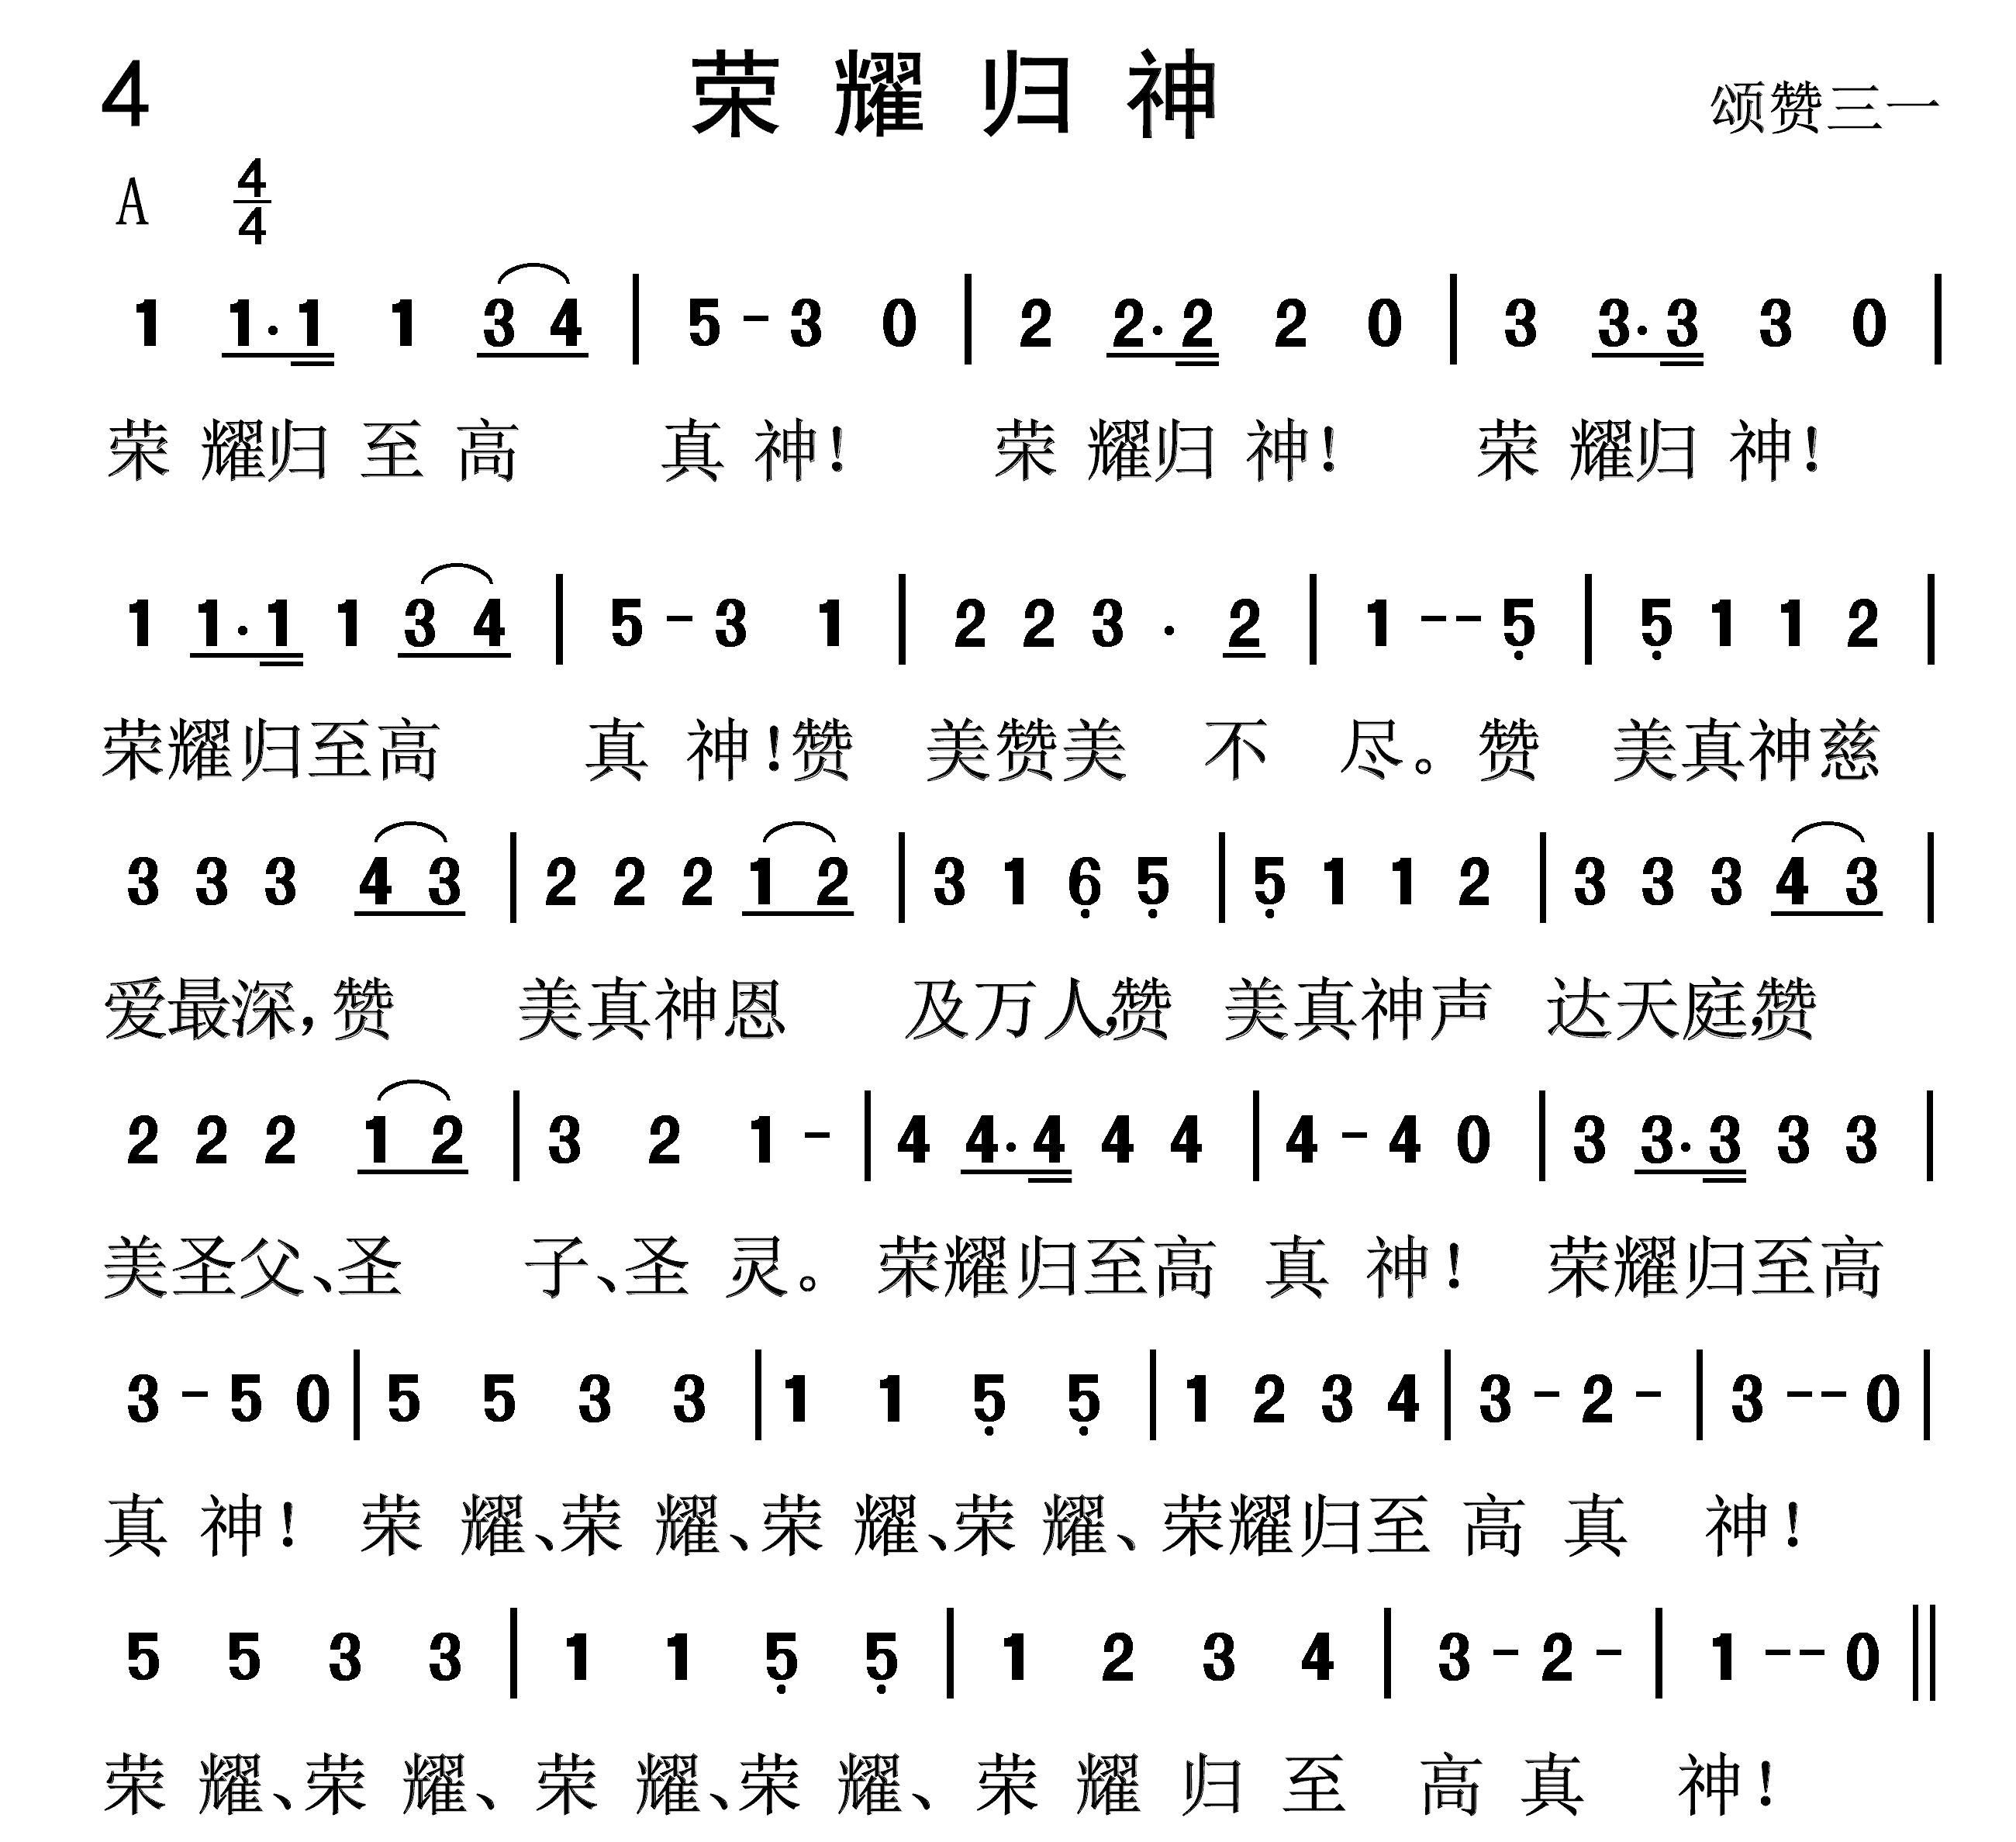 4 荣耀归神 颂赞三一
A 4/4
1 1·1 1 3 4 | 5 - 3 0 | 2 2·2 2 0 | 3 3·3 3 0 |
荣 耀归 至 高 真 神！ 荣 耀归 神！ 荣 耀归 神！
1 1·1 1 3 4 | 5 - 3 1 | 2 2 3 · 2 | 1 - - 5 | 5 1 1 2 |
荣耀归至高 真 神！赞 美赞美 不 尽。赞 美真神慈
3 3 3 4 3 | 2 2 2 1 2 | 3 1 6 5 | 5 1 1 2 | 3 3 3 4 3 |
爱最深，赞 美真神恩 及万人，赞 美真神声 达天庭，赞
2 2 2 1 2 | 3 2 1 - | 4 4·4 4 4 | 4 - 4 0 | 3 3·3 3 3 |
美圣父、圣 子、圣 灵。 荣耀归至高 真 神！ 荣耀归至高
3 - 5 0 | 5 5 3 3 | 1 1 5 5 | 1 2 3 4 | 3 - 2 - | 3 - - 0 |
真 神！ 荣 耀、荣 耀、荣 耀、荣 耀、荣耀归至 高 真 神！
5 5 3 3 | 1 1 5 5 | 1 2 3 4 | 3 - 2 - | 1 - - 0 ||
荣 耀、荣 耀、荣 耀、荣 耀、荣 耀 归 至 高 真 神！